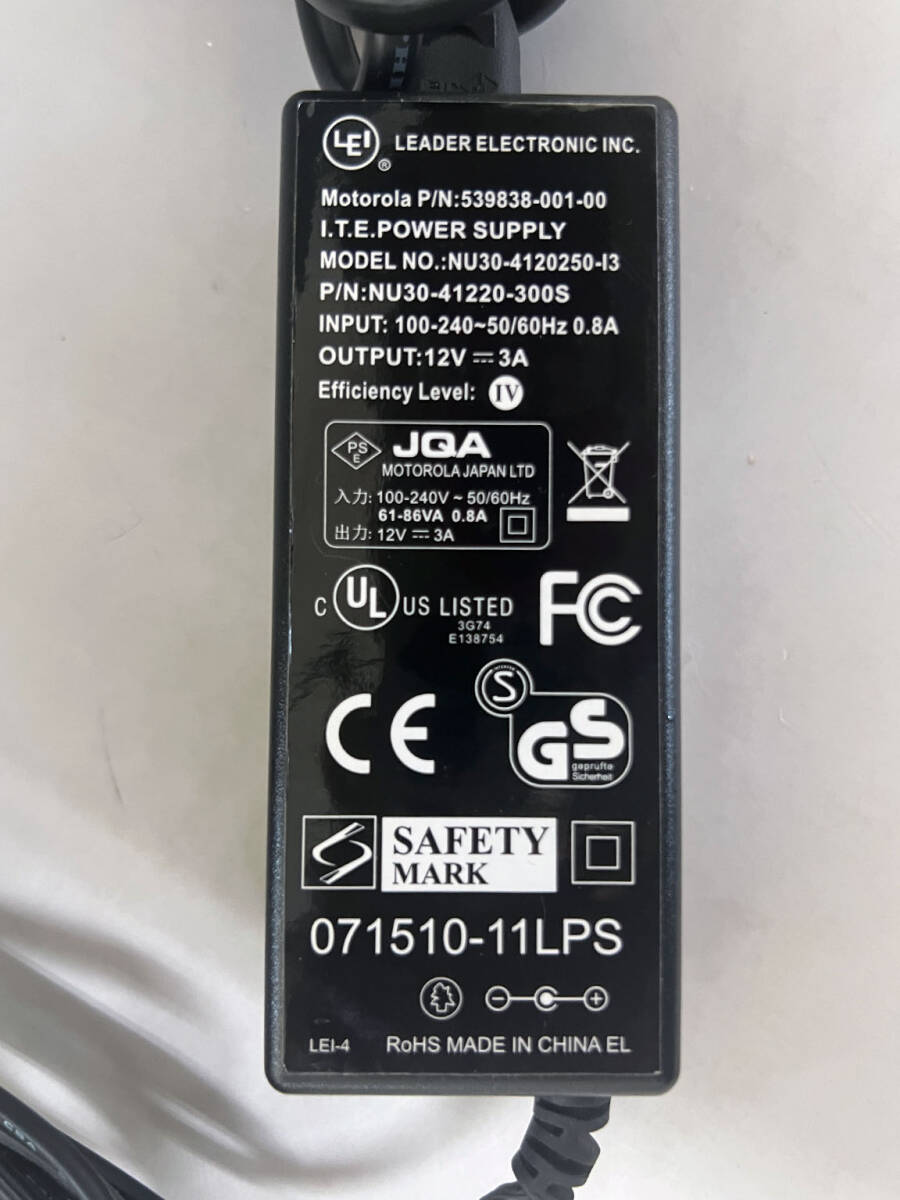 LEI
®
LEADER ELECTRONIC INC.
Motorola P/N:539838-001-00
I.T.E.POWER SUPPLY
MODEL NO.:NU30-4120250-I3
P/N:NU30-41220-300S
INPUT: 100-240~50/60Hz 0.8A
OUTPUT:12V ⎓ 3A
Efficiency Level: IV
PS
E
JQA
MOTOROLA JAPAN LTD
入力: 100-240V ~ 50/60Hz
61-86VA 0.8A
出力: 12V ⎓ 3A
C UL US LISTED
3G74
E138754
FC
CE
S
GS
geprüfte
Sicherheit
SAFETY
MARK
071510-11LPS
LEI-4 RoHS MADE IN CHINA EL